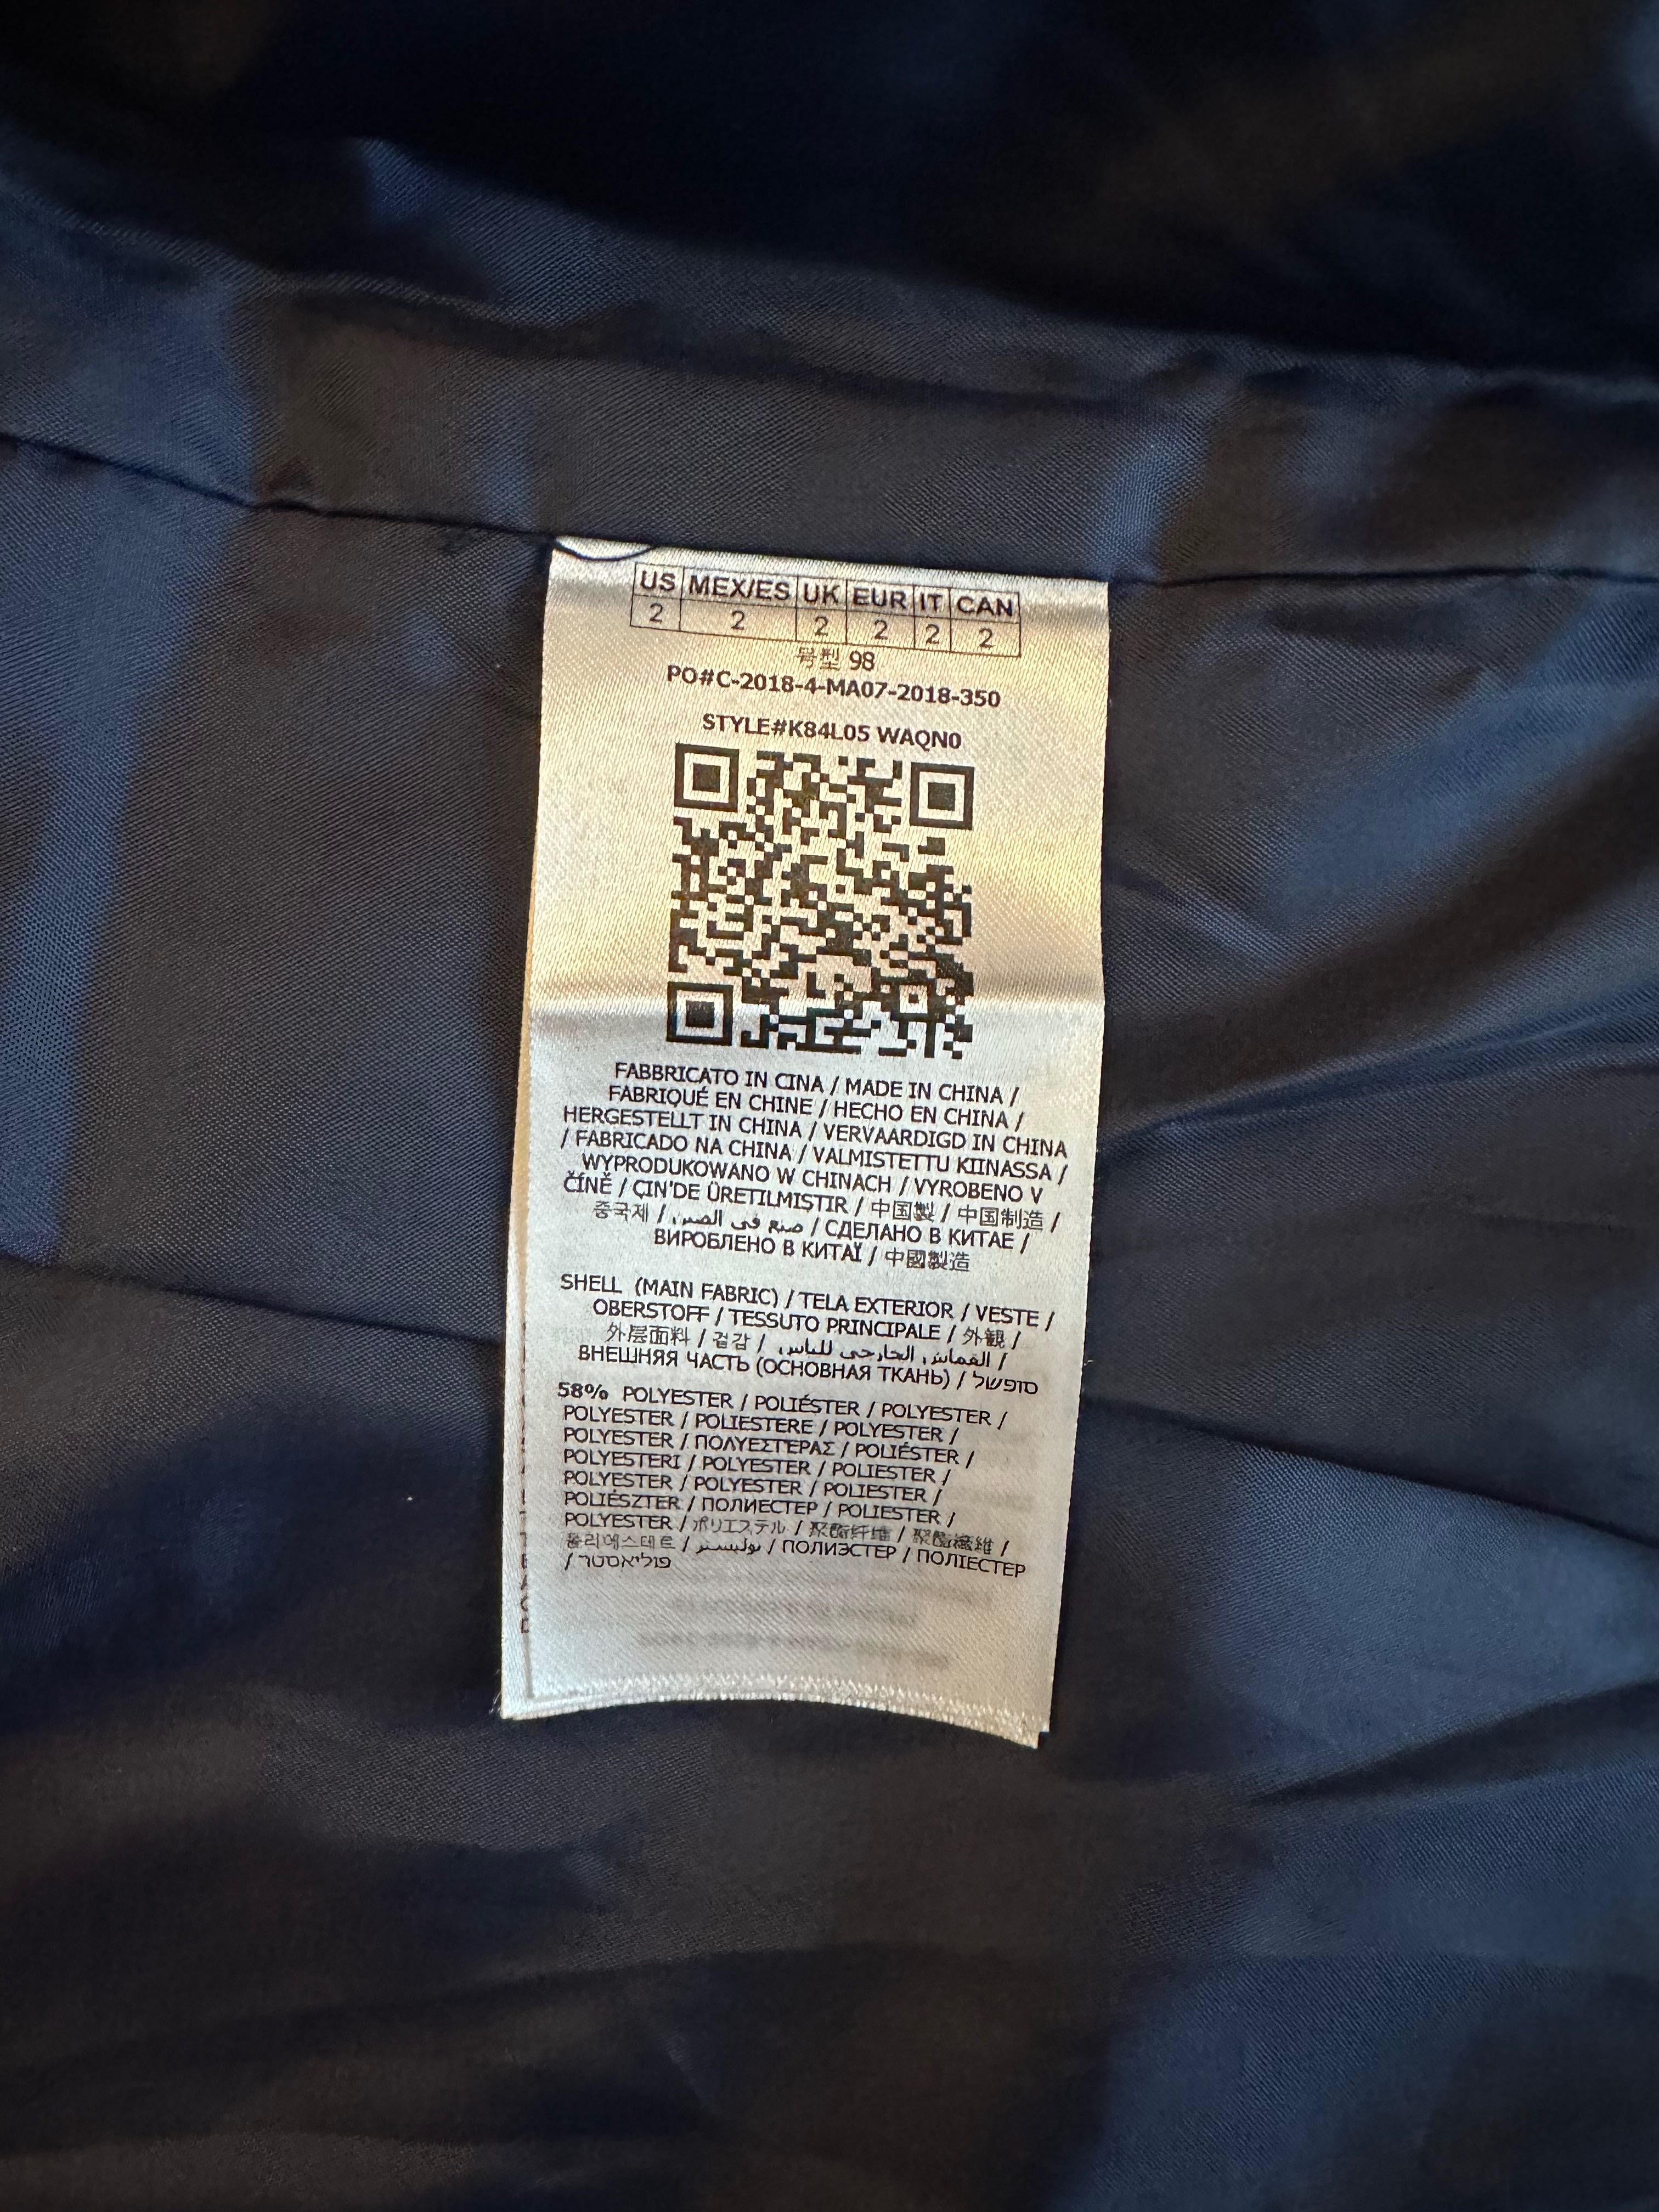 US MEX/ES UK EUR IT CAN
2 2 2 2 2 2
号型 98
PO#C-2018-4-MA07-2018-350
STYLE#K84L05 WAQN0
FABBRICATO IN CINA / MADE IN CHINA /
FABRIQUÉ EN CHINE / HECHO EN CHINA /
HERGESTELLT IN CHINA / VERVAARDIGD IN CHINA
/ FABRICADO NA CHINA / VALMISTETTU KIINASSA /
WYPRODUKOWANO W CHINACH / VYROBENO V
ČÍNĚ / ÇIN'DE ÜRETILMIŞTIR / 中国製 / 中国制造 /
중국제 / صنع في الصين / СДЕЛАНО В КИТАЕ /
ВИРОБЛЕНО В КИТАЇ / 中國製造
SHELL (MAIN FABRIC) / TELA EXTERIOR / VESTE /
OBERSTOFF / TESSUTO PRINCIPALE / 外観 /
外层面料 / 겉감 / القماش الخارجي للباس /
ВНЕШНЯЯ ЧАСТЬ (ОСНОВНАЯ ТКАНЬ) / סופשל
58% POLYESTER / POLIÉSTER / POLYESTER /
POLYESTER / POLIESTERE / POLYESTER /
POLYESTER / ΠΟΛΥΕΣΤΕΡΑΣ / POLIÉSTER /
POLYESTERI / POLYESTER / POLIESTER /
POLYESTER / POLYESTER / POLIESTER /
POLIÉSZTER / ПОЛИЕСТЕР / POLIESTER /
POLYESTER / ポリエステル / 聚酯纤维 / 聚酯纖維 /
폴리에스테르 / بوليستر / ПОЛИЭСТЕР / ПОЛІЕСТЕР
/ פוליאסטר